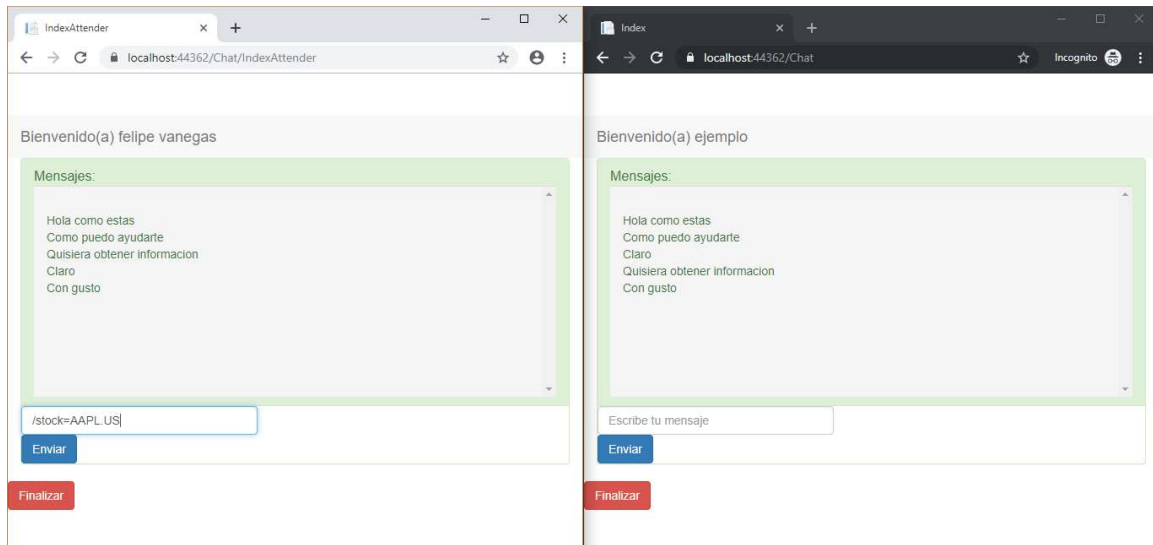 IndexAttender
localhost:44362/Chat/IndexAttender
Bienvenido(a) felipe vanegas
Mensajes:
Hola como estas
Como puedo ayudarte
Quisiera obtener informacion
Claro
Con gusto
/stock=AAPL.US
Enviar
Finalizar
Index
localhost:44362/Chat
Incognito
Bienvenido(a) ejemplo
Mensajes:
Hola como estas
Como puedo ayudarte
Claro
Quisiera obtener informacion
Con gusto
Escribe tu mensaje
Enviar
Finalizar